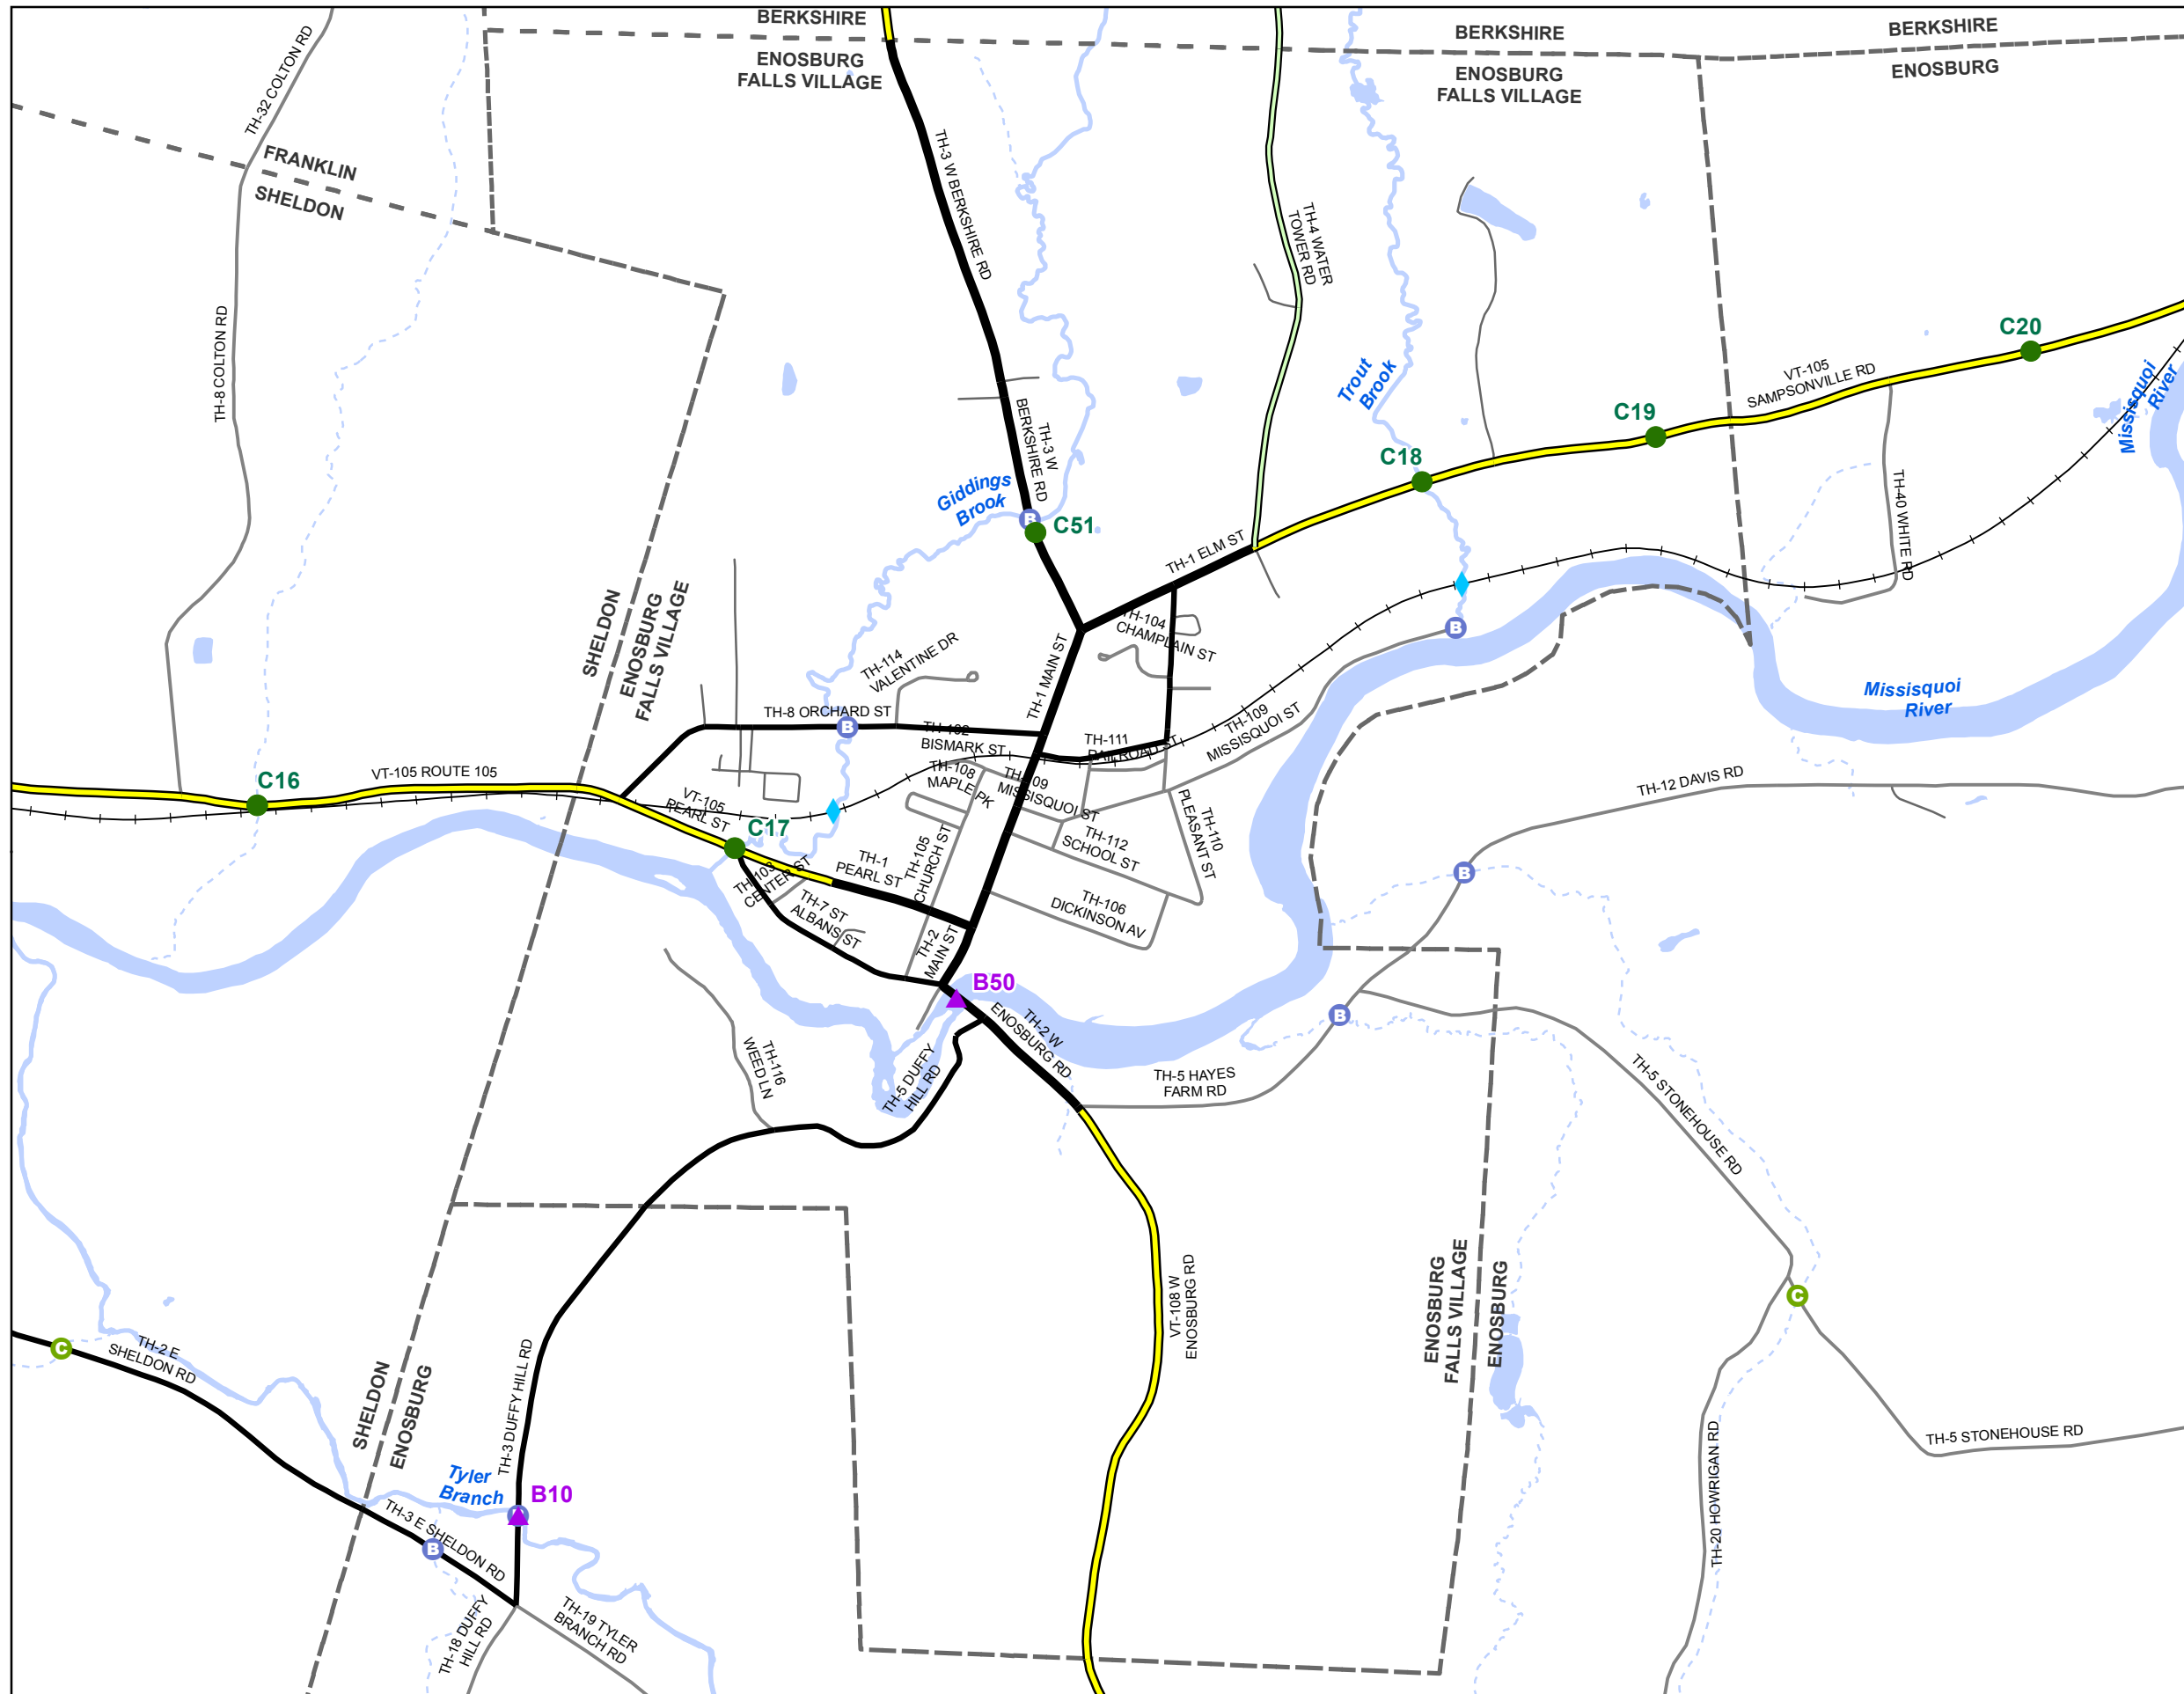 BERKSHIRE
ENOSBURG
FALLS VILLAGE
BERKSHIRE
ENOSBURG
FALLS VILLAGE
BERKSHIRE
ENOSBURG
TH-32 COLTON RD
FRANKLIN
SHELDON
TH-3 W BERKSHIRE RD
TH-4 WATER
TOWER RD
TH-8 COLTON RD
Trout
Brook
C20
VT-105
SAMPSONVILLE RD
Missisquoi
River
C19
C18
TH-3 W
BERKSHIRE RD
Giddings
Brook
B
C51
TH-40 WHITE RD
TH-1 ELM ST
SHELDON
ENOSBURG
FALLS VILLAGE
TH-104
CHAMPLAIN ST
B
TH-114
VALENTINE DR
TH-1 MAIN ST
Missisquoi
River
TH-8 ORCHARD ST
B
TH-102
BISMARK ST
TH-111
RAILROAD ST
TH-109
MISSISQUOI ST
C16
VT-105 ROUTE 105
TH-108
MAPLE PK
TH-109
MISSISQUOI ST
TH-12 DAVIS RD
VT-105
PEARL ST
C17
TH-110
PLEASANT ST
TH-112
SCHOOL ST
TH-105
CHURCH ST
TH-1
PEARL ST
TH-103
CENTER ST
B
TH-7 ST
ALBANS ST
TH-106
DICKINSON AV
TH-2
MAIN ST
B50
B
TH-2 W
ENOSBURG RD
TH-116
WEED LN
TH-5 DUFFY
HILL RD
TH-5 HAYES
FARM RD
TH-5 STONEHOUSE RD
VT-108 W
ENOSBURG RD
ENOSBURG
FALLS VILLAGE
ENOSBURG
C
C
TH-2 E
SHELDON RD
SHELDON
ENOSBURG
TH-3 DUFFY HILL RD
TH-5 STONEHOUSE RD
TH-20 HOWRIGAN RD
Tyler
Branch
B10
TH-3 E SHELDON RD
B
TH-18 DUFFY
HILL RD
TH-19 TYLER
BRANCH RD